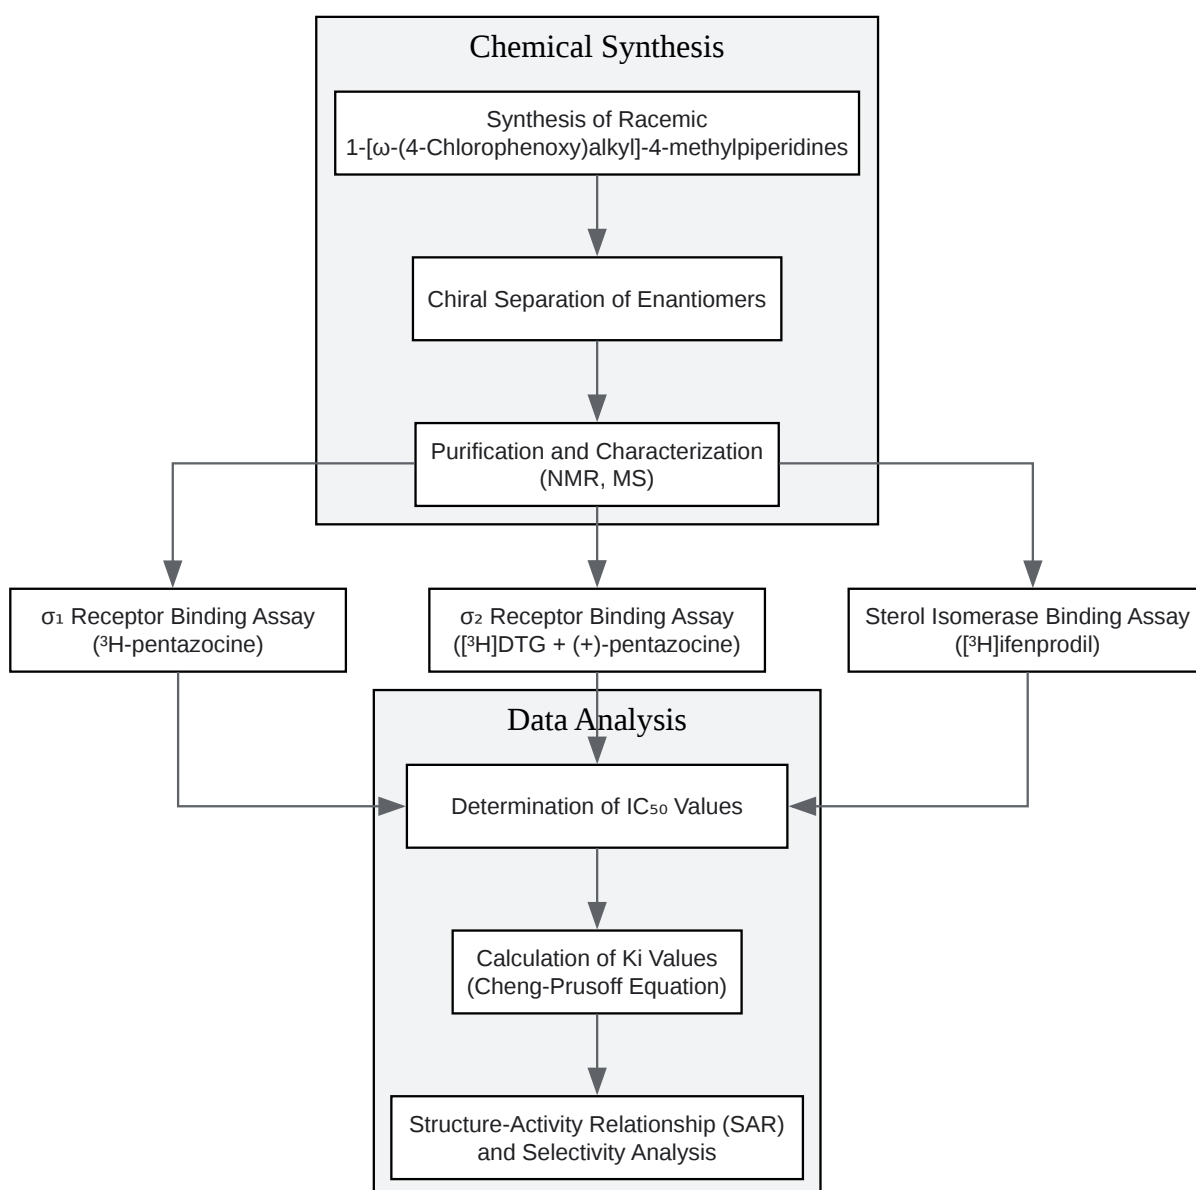 Chemical Synthesis
Synthesis of Racemic
1-[ω-(4-Chlorophenoxy)alkyl]-4-methylpiperidines
Chiral Separation of Enantiomers
Purification and Characterization
(NMR, MS)
σ₁ Receptor Binding Assay
(³H-pentazocine)
σ₂ Receptor Binding Assay
([³H]DTG + (+)-pentazocine)
Sterol Isomerase Binding Assay
([³H]ifenprodil)
Data Analysis
Determination of IC₅₀ Values
Calculation of Ki Values
(Cheng-Prusoff Equation)
Structure-Activity Relationship (SAR)
and Selectivity Analysis